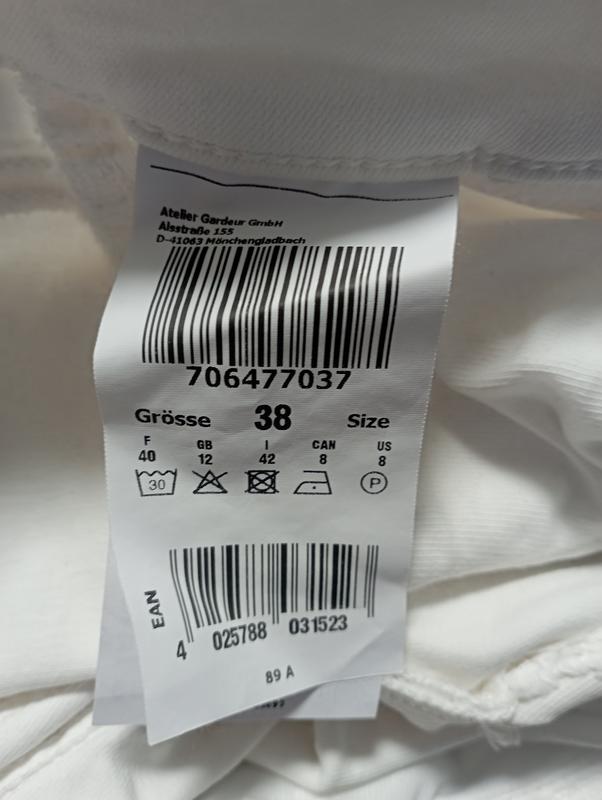 Atelier Gardeur GmbH
Alsstraße 155
D-41063 Mönchengladbach
706477037
Grösse 38 Size
F GB I CAN US
40 12 42 8 8
30 P
EAN
4 025788 031523
89 A